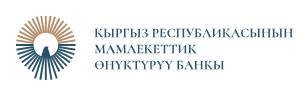 КЫРГЫЗ РЕСПУБЛИКАСЫНЫН
МАМЛЕКЕТТИК
ӨНҮКТҮРҮҮ БАНКЫ